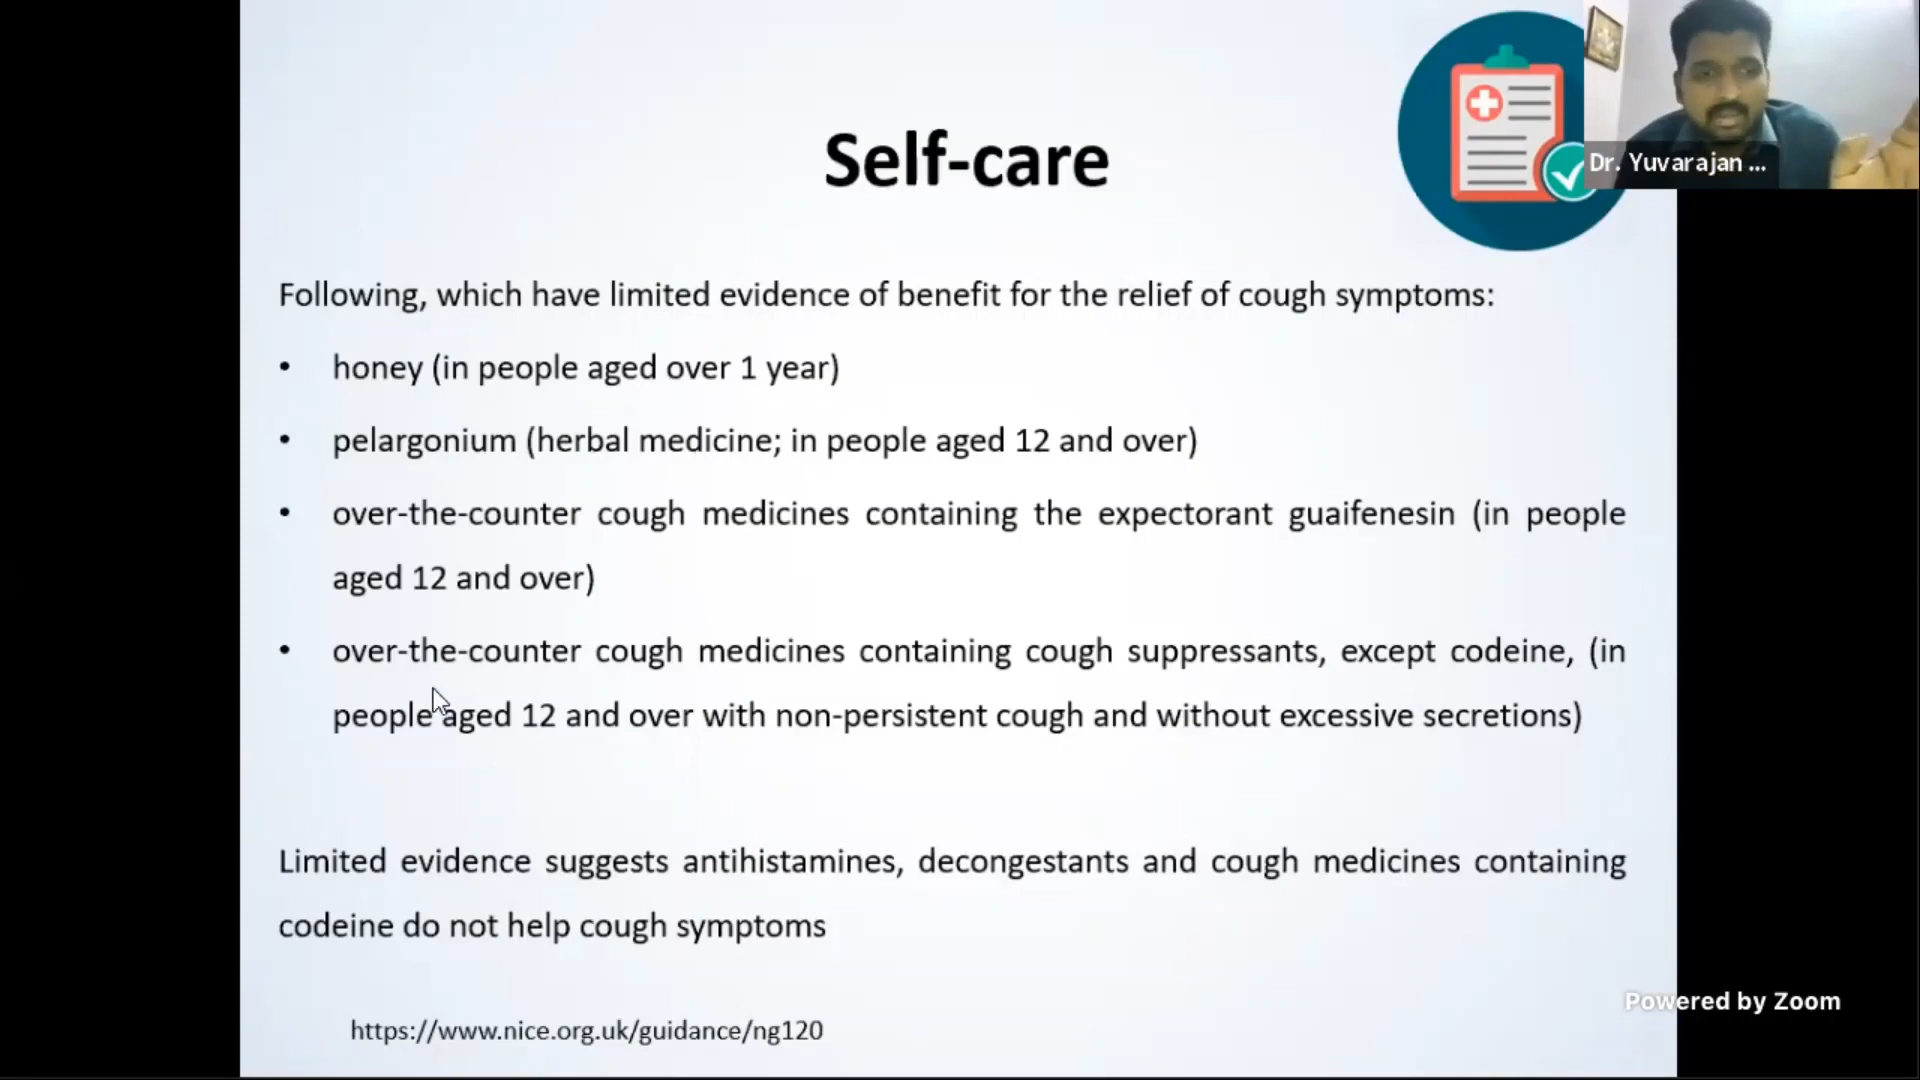 Self-care
Dr. Yuvarajan ...
Following, which have limited evidence of benefit for the relief of cough symptoms:
• honey (in people aged over 1 year)
• pelargonium (herbal medicine; in people aged 12 and over)
• over-the-counter cough medicines containing the expectorant guaifenesin (in people
aged 12 and over)
• over-the-counter cough medicines containing cough suppressants, except codeine, (in
people aged 12 and over with non-persistent cough and without excessive secretions)
Limited evidence suggests antihistamines, decongestants and cough medicines containing
codeine do not help cough symptoms
Powered by Zoom
https://www.nice.org.uk/guidance/ng120